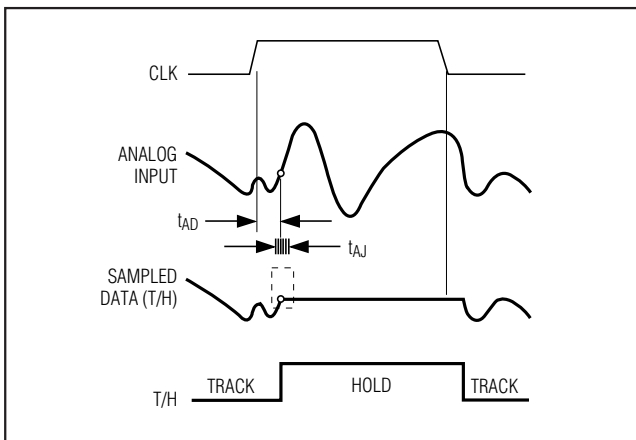 CLK
ANALOG
INPUT
tAD
tAJ
SAMPLED
DATA (T/H)
TRACK HOLD TRACK
T/H